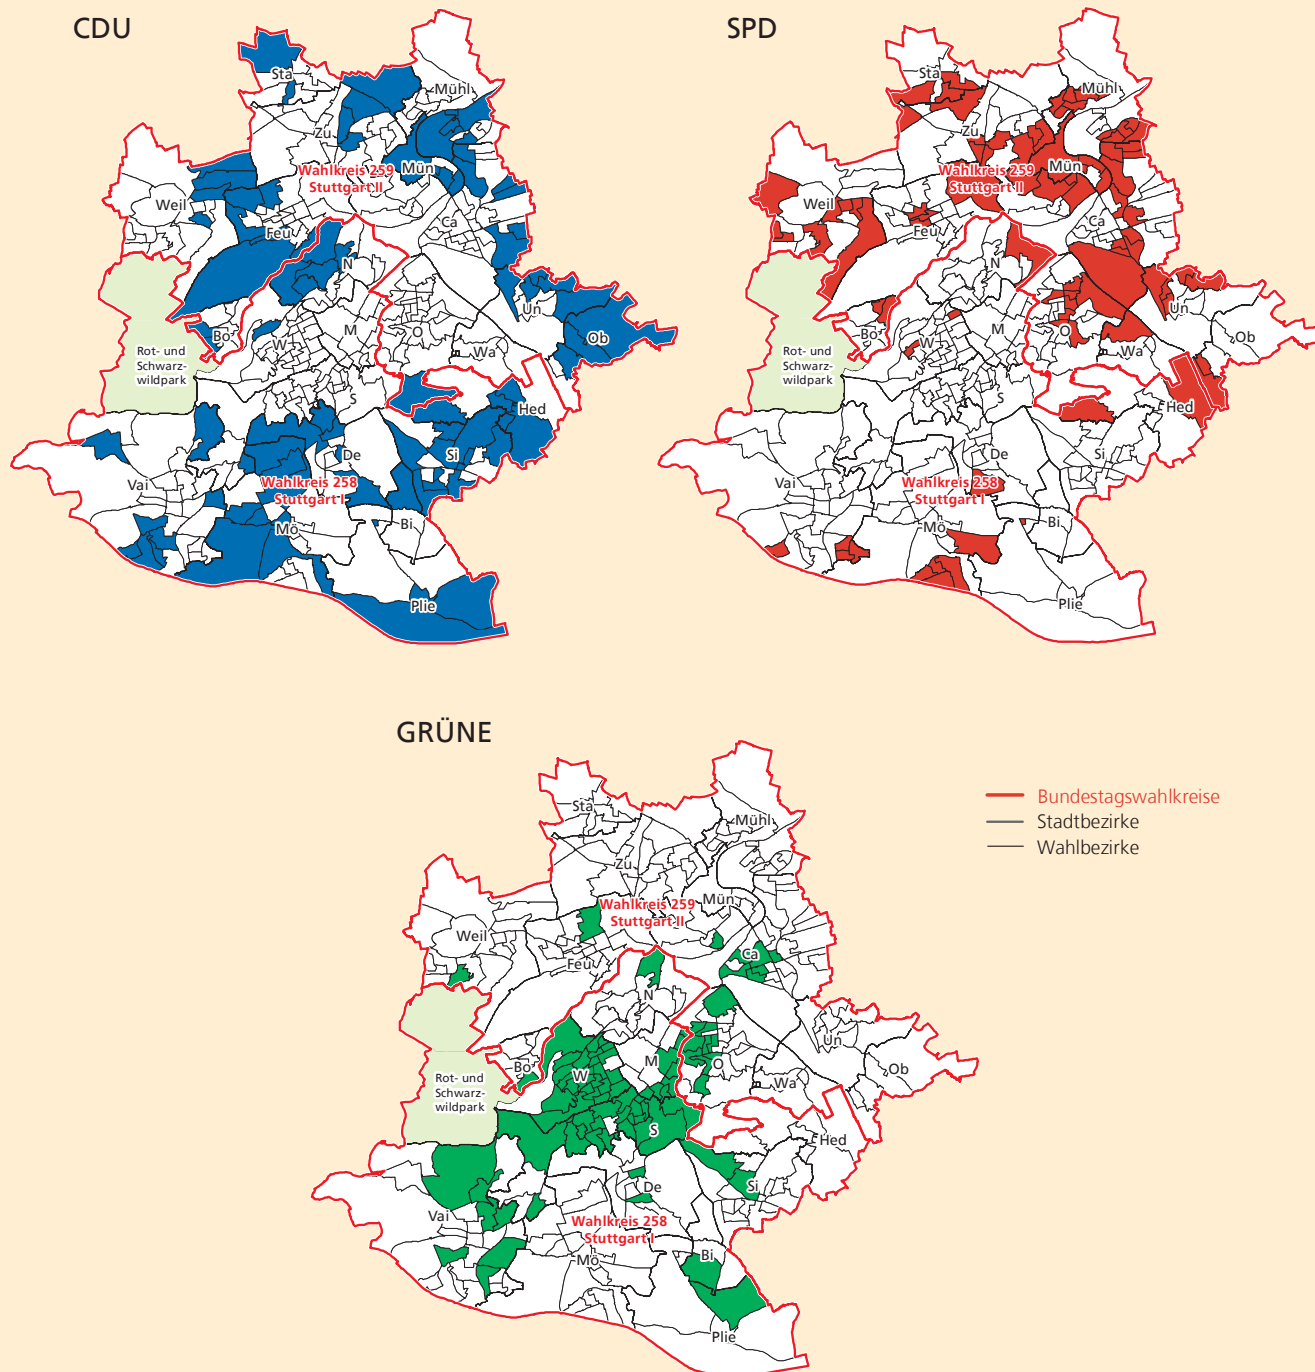 CDU
Sta
Mühl
Zu
Wahlkreis 259
Stuttgart II
Mün
Weil
Feu
Ca
N
Bo
Un
W
M
O
Ob
Wa
Rot- und
Schwarz-
wildpark
S
Hed
De
Si
Vai
Wahlkreis 258
Stuttgart I
Mö
Bi
Plie
SPD
Sta
Mühl
Zu
Wahlkreis 259
Stuttgart II
Mün
Weil
Feu
Ca
N
Bo
Un
W
M
O
Ob
Wa
Rot- und
Schwarz-
wildpark
S
Hed
De
Si
Vai
Wahlkreis 258
Stuttgart I
Mö
Bi
Plie
GRÜNE
Bundestagswahlkreise
Stadtbezirke
Wahlbezirke
Sta
Mühl
Zu
Wahlkreis 259
Stuttgart II
Mün
Weil
Feu
Ca
N
Bo
Un
W
M
O
Ob
Wa
Rot- und
Schwarz-
wildpark
S
Hed
De
Si
Vai
Wahlkreis 258
Stuttgart I
Mö
Bi
Plie